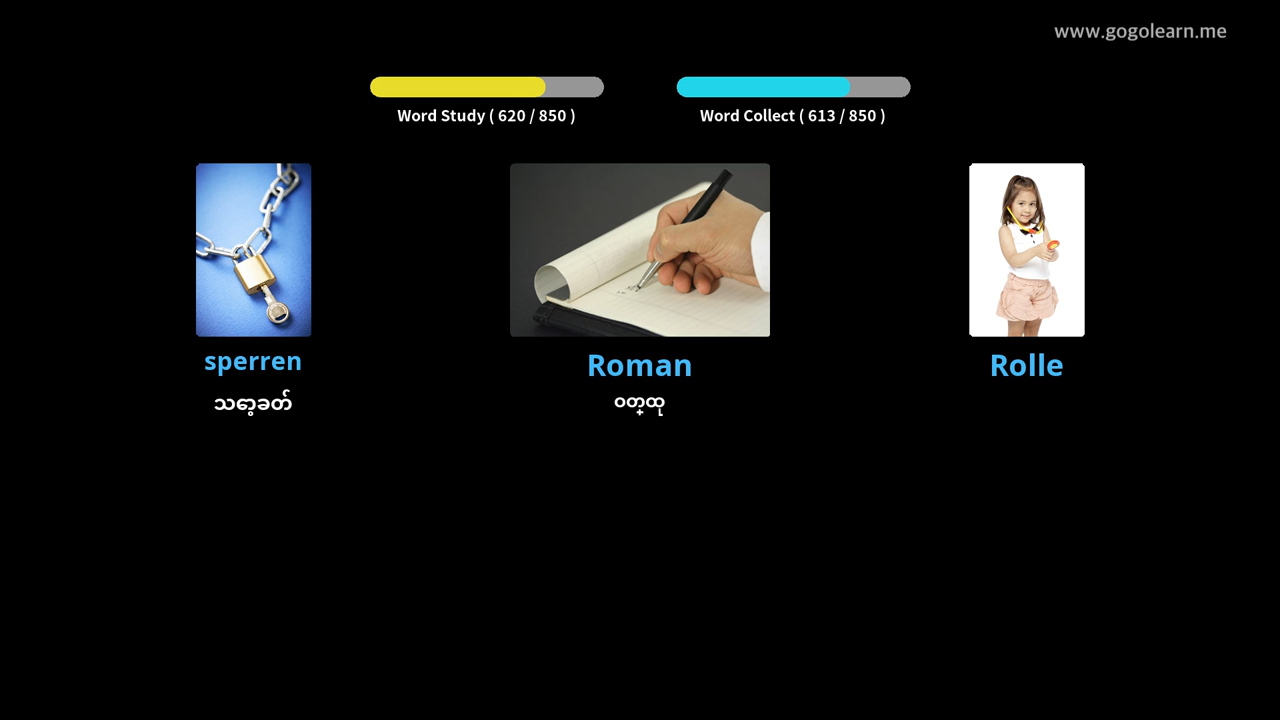 www.gogolearn.me
Word Study ( 620 / 850 )
Word Collect ( 613 / 850 )
sperren
Roman
Rolle
သော့ခတ်
ဝတ္ထု